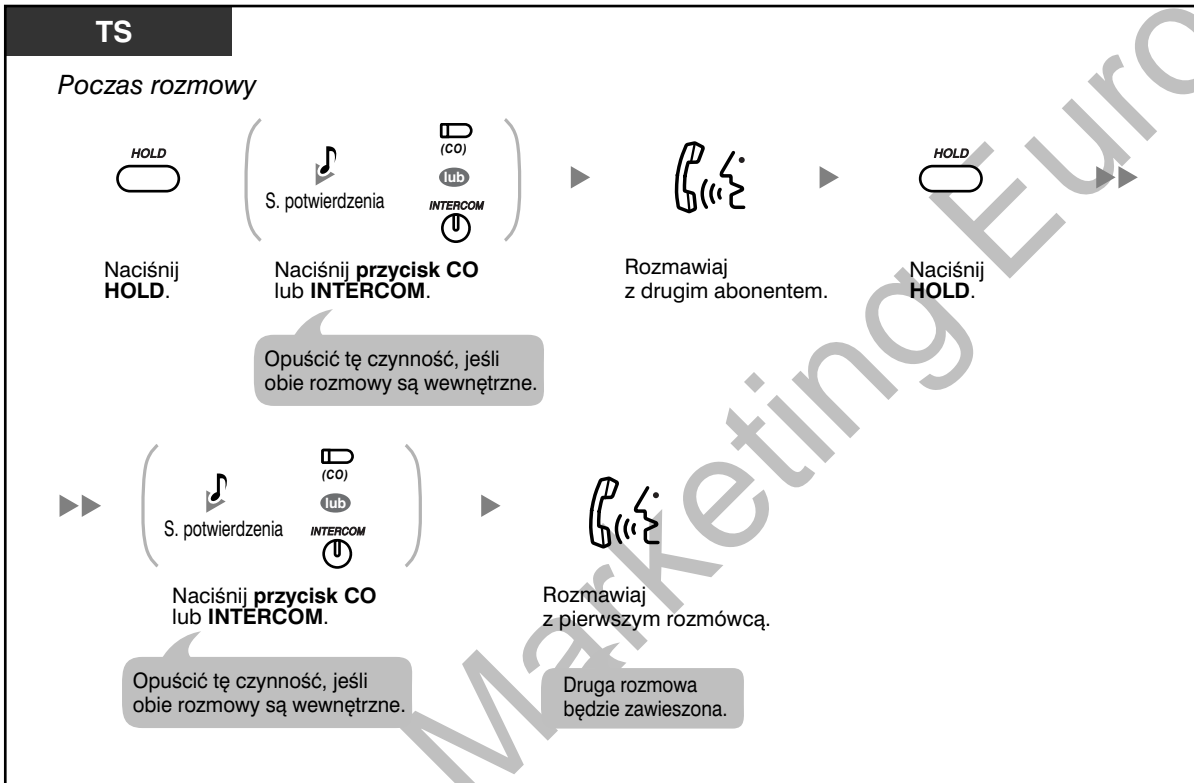 TS
Poczas rozmowy
HOLD
S. potwierdzenia
(CO)
lub
INTERCOM
HOLD
Naciśnij
HOLD.
Naciśnij przycisk CO
lub INTERCOM.
Rozmawiaj
z drugim abonentem.
Naciśnij
HOLD.
Opuścić tę czynność, jeśli
obie rozmowy są wewnętrzne.
S. potwierdzenia
(CO)
lub
INTERCOM
Naciśnij przycisk CO
lub INTERCOM.
Rozmawiaj
z pierwszym rozmówcą.
Opuścić tę czynność, jeśli
obie rozmowy są wewnętrzne.
Druga rozmowa
będzie zawieszona.
Marketing Euro